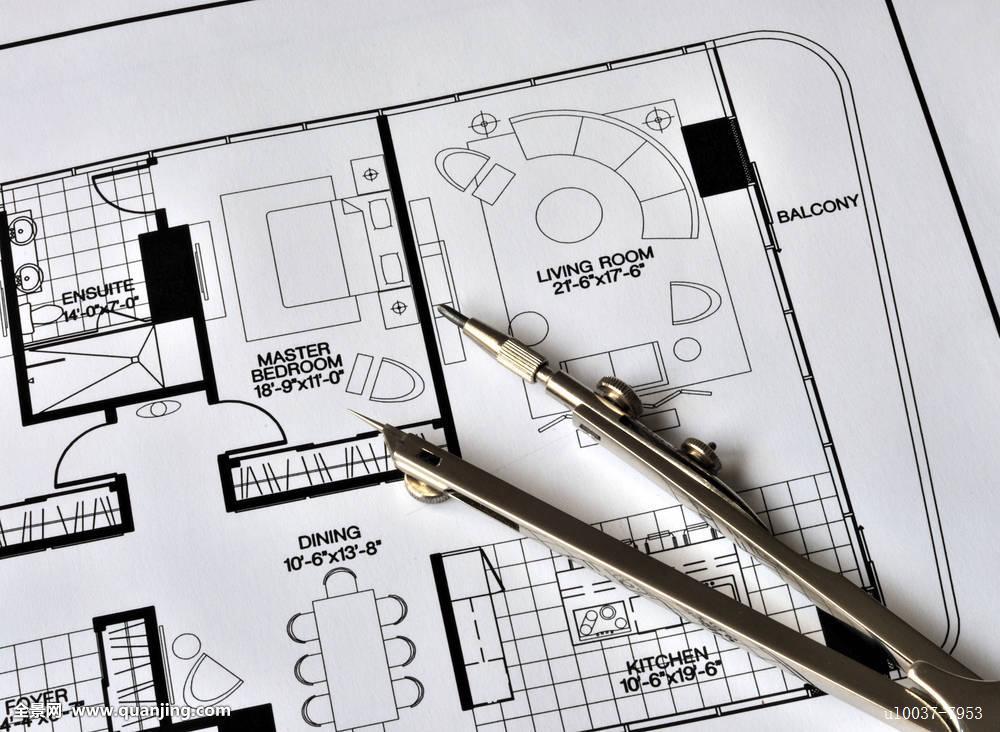 BALCONY
LIVING ROOM
21'-6"x17'-6"
ENSUITE
14'-0"x7'-0"
MASTER
BEDROOM
18'-9"x11'-0"
DINING
10'-6"x13'-8"
KITCHEN
10'-6"x19'-6"
FOYER
全景网 www.quanjing.com
u10037-7953